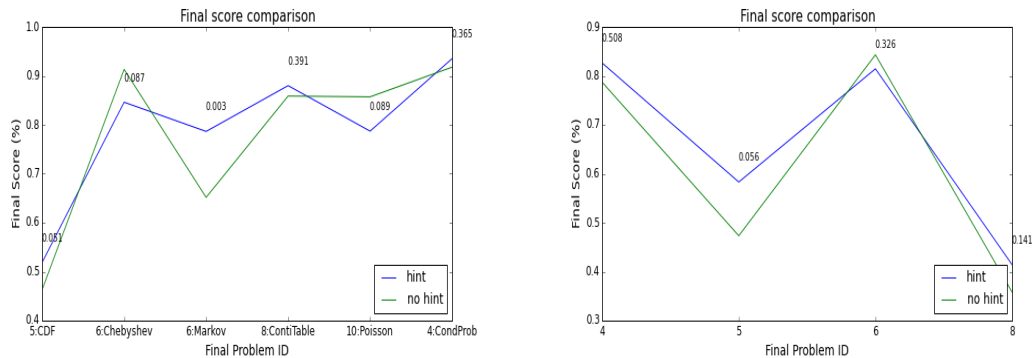 Final score comparison
1.0
0.9
0.8
0.7
0.6
0.5
0.4
Final Score (%)
0.051
0.087
0.003
0.391
0.089
0.365
hint
no hint
5:CDF
6:Chebyshev
6:Markov
8:ContiTable
10:Poisson
4:CondProb
Final Problem ID
Final score comparison
0.9
0.8
0.7
0.6
0.5
0.4
0.3
Final Score (%)
0.508
0.056
0.326
0.141
hint
no hint
4
5
6
8
Final Problem ID